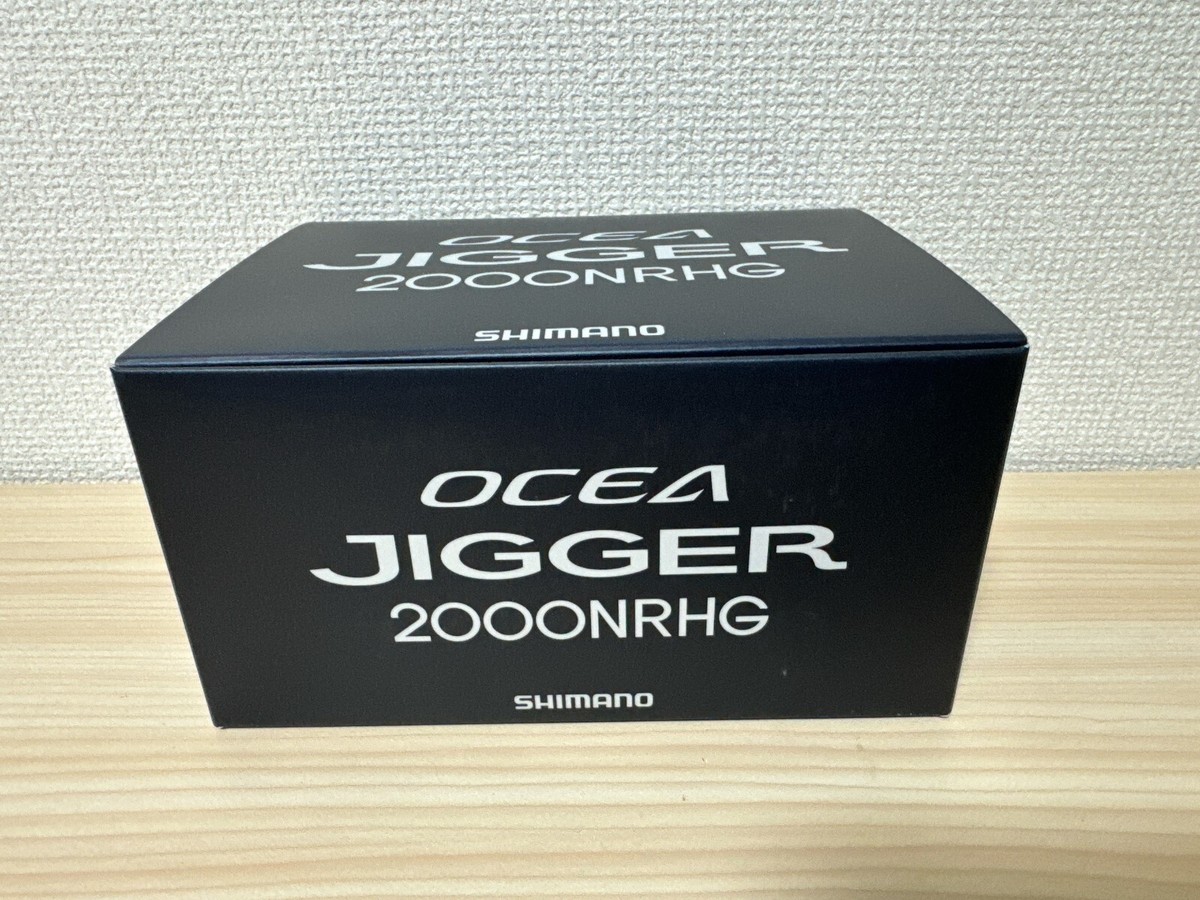 OCEA
JIGGER
2000NRHG
SHIMANO
OCEA
JIGGER
2000NRHG
SHIMANO